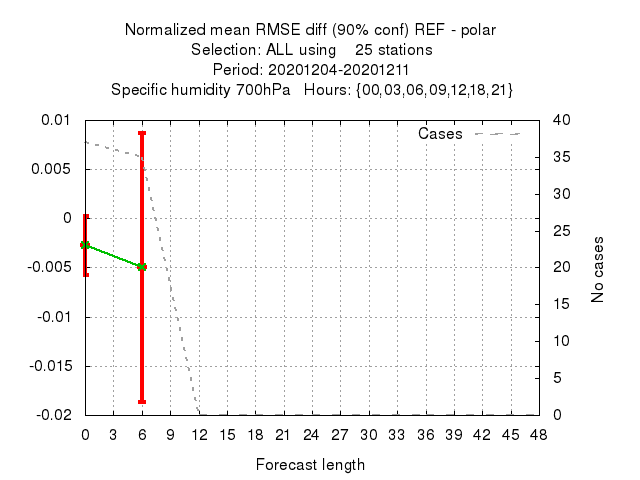 Normalized mean RMSE diff (90% conf) REF - polar
Selection: ALL using    25 stations
Period: 20201204-20201211
Specific humidity 700hPa   Hours: {00,03,06,09,12,18,21}
Cases
0.01
0.005
0
-0.005
-0.01
-0.015
-0.02
40
35
30
25
20
15
10
5
0
No cases
0 3 6 9 12 15 18 21 24 27 30 33 36 39 42 45 48
Forecast length